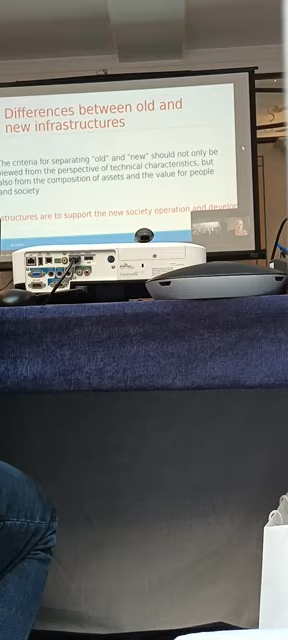 Differences between old and
new infrastructures
The criteria for separating "old" and "new" should not only be
viewed from the perspective of technical characteristics, but
also from the composition of assets and the value for people
and society
structures are to support the new society operation and develop